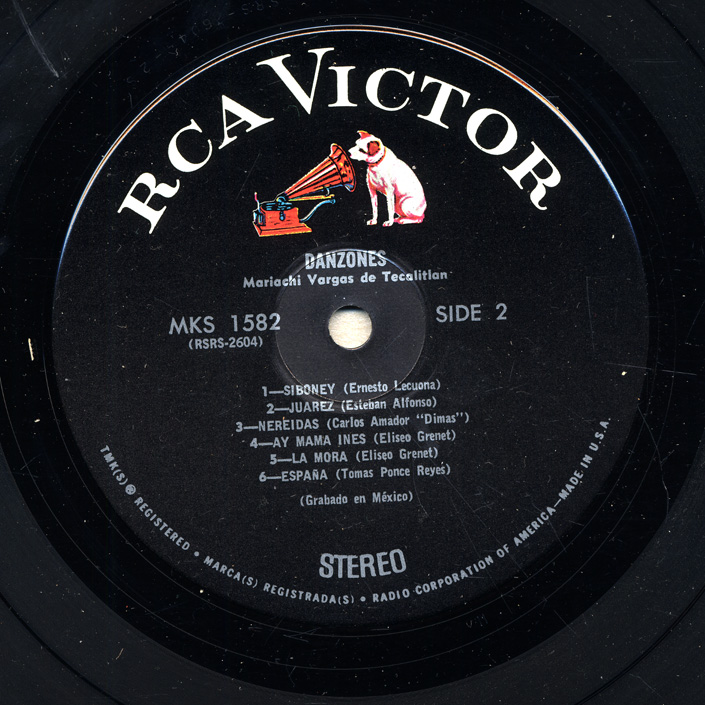 RCA VICTOR
DANZONES
Mariachi Vargas de Tecalitlan
MKS 1582
(RSRS-2604)
SIDE 2
1—SIBONEY (Ernesto Lecuona)
2—JUAREZ (Esteban Alfonso)
3—NEREIDAS (Carlos Amador "Dimas")
4—AY MAMA INES (Eliseo Grenet)
5—LA MORA (Eliseo Grenet)
6—ESPAÑA (Tomas Ponce Reyes)
(Grabado en México)
STEREO
TMK(S) ® REGISTERED • MARCA(S) REGISTRADA(S) • RADIO CORPORATION OF AMERICA—MADE IN U.S.A.